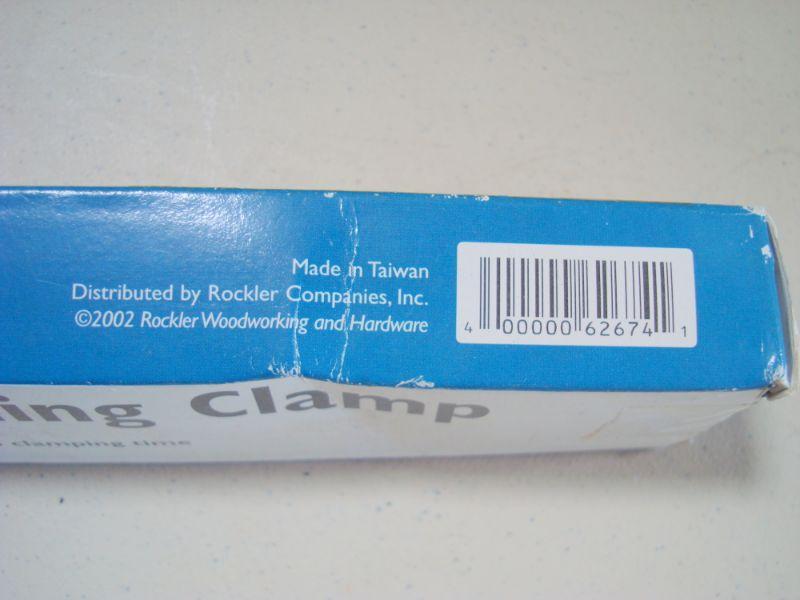 Made in Taiwan
Distributed by Rockler Companies, Inc.
©2002 Rockler Woodworking and Hardware
4 00000 62674 1
Clamp
clamping time